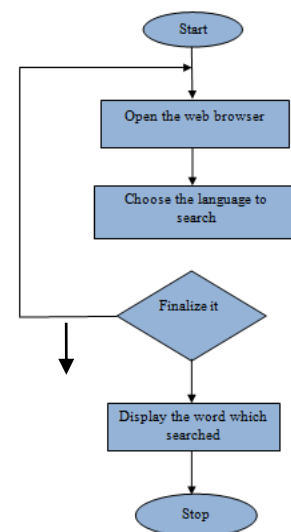 Start
Open the web browser
Choose the language to
search
Finalize it
Display the word which
searched
Stop